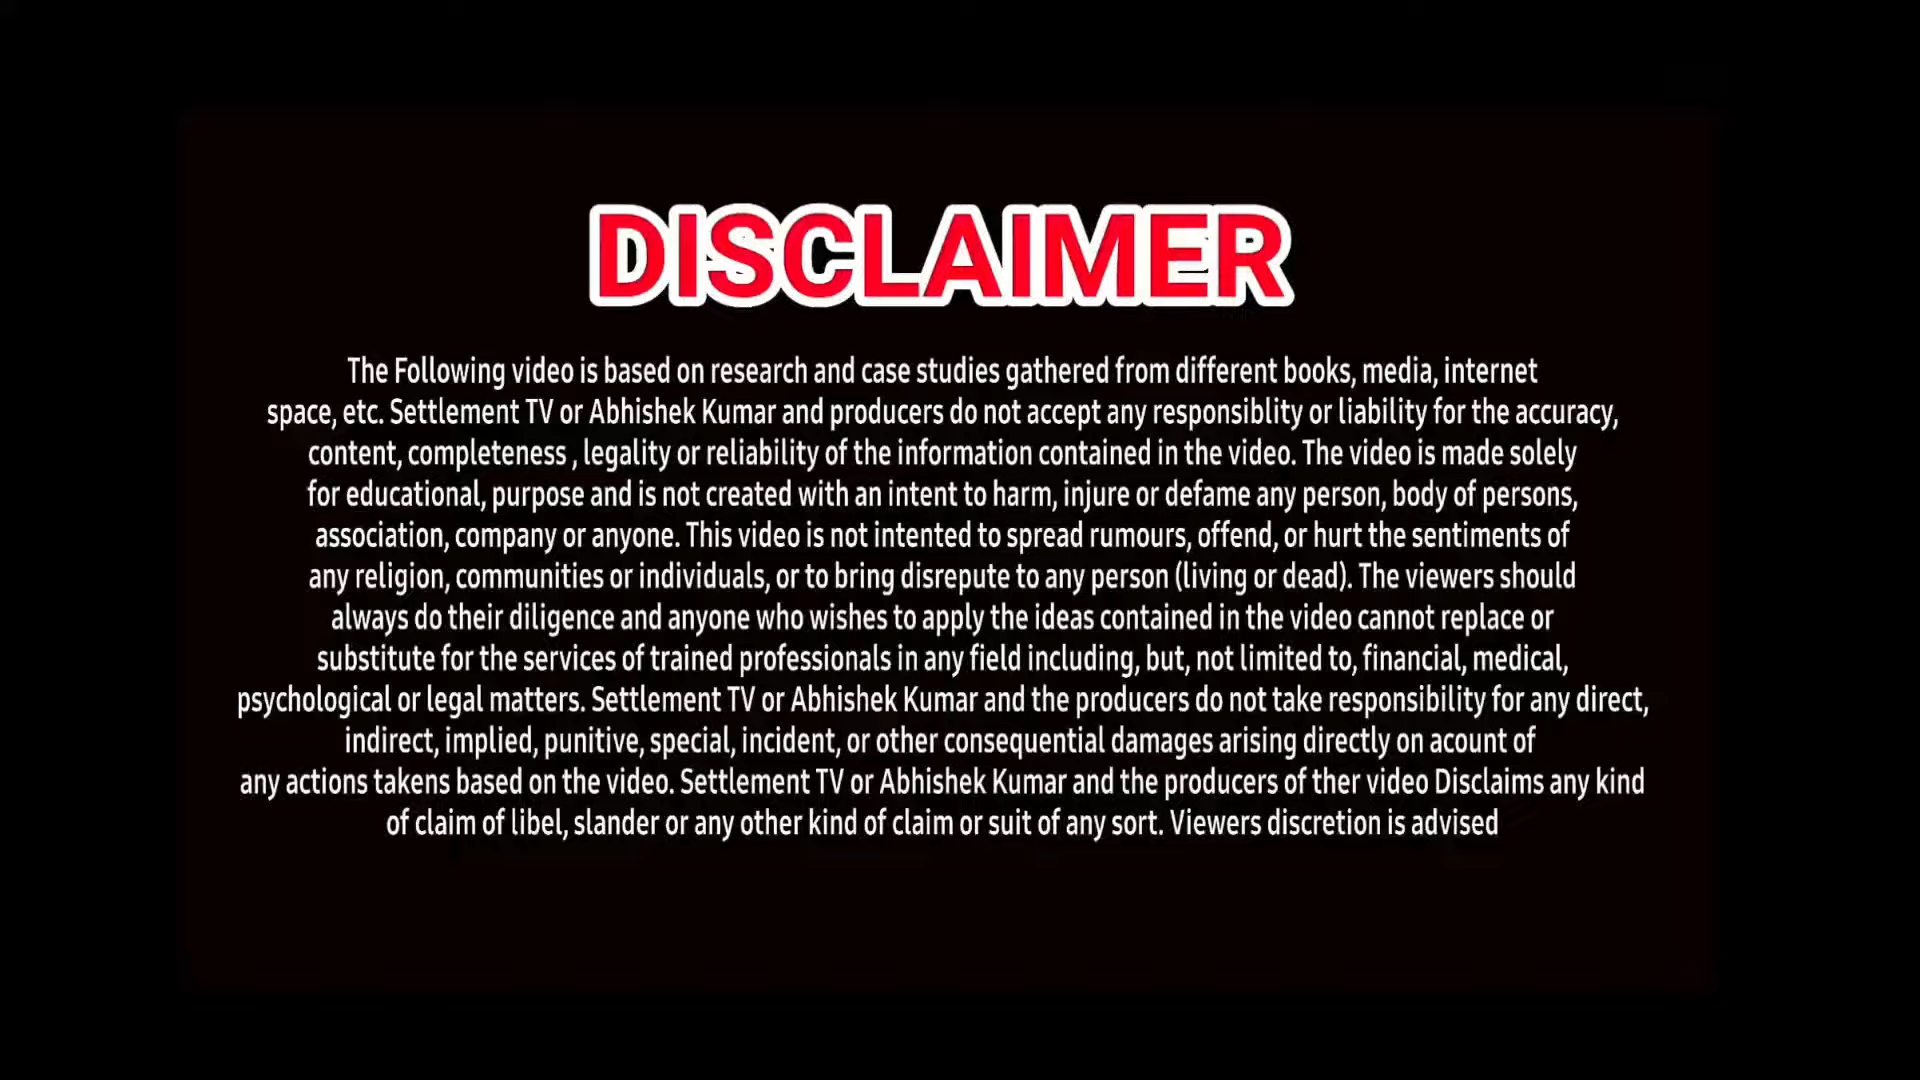 DISCLAIMER
The Following video is based on research and case studies gathered from different books, media, internet
space, etc. Settlement TV or Abhishek Kumar and producers do not accept any responsiblity or liability for the accuracy,
content, completeness , legality or reliability of the information contained in the video. The video is made solely
for educational, purpose and is not created with an intent to harm, injure or defame any person, body of persons,
association, company or anyone. This video is not intented to spread rumours, offend, or hurt the sentiments of
any religion, communities or individuals, or to bring disrepute to any person (living or dead). The viewers should
always do their diligence and anyone who wishes to apply the ideas contained in the video cannot replace or
substitute for the services of trained professionals in any field including, but, not limited to, financial, medical,
psychological or legal matters. Settlement TV or Abhishek Kumar and the producers do not take responsibility for any direct,
indirect, implied, punitive, special, incident, or other consequential damages arising directly on acount of
any actions takens based on the video. Settlement TV or Abhishek Kumar and the producers of ther video Disclaims any kind
of claim of libel, slander or any other kind of claim or suit of any sort. Viewers discretion is advised